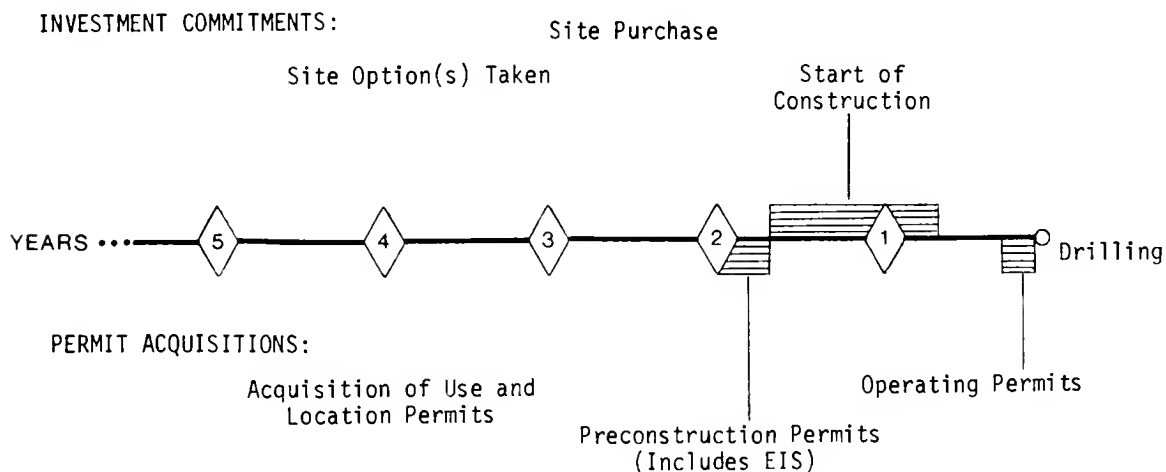 INVESTMENT COMMITMENTS:
Site Purchase
Site Option(s) Taken
Start of
Construction
YEARS ••• 5 4 3 2 1 Drilling
PERMIT ACQUISITIONS:
Acquisition of Use and
Location Permits
Operating Permits
Preconstruction Permits
(Includes EIS)